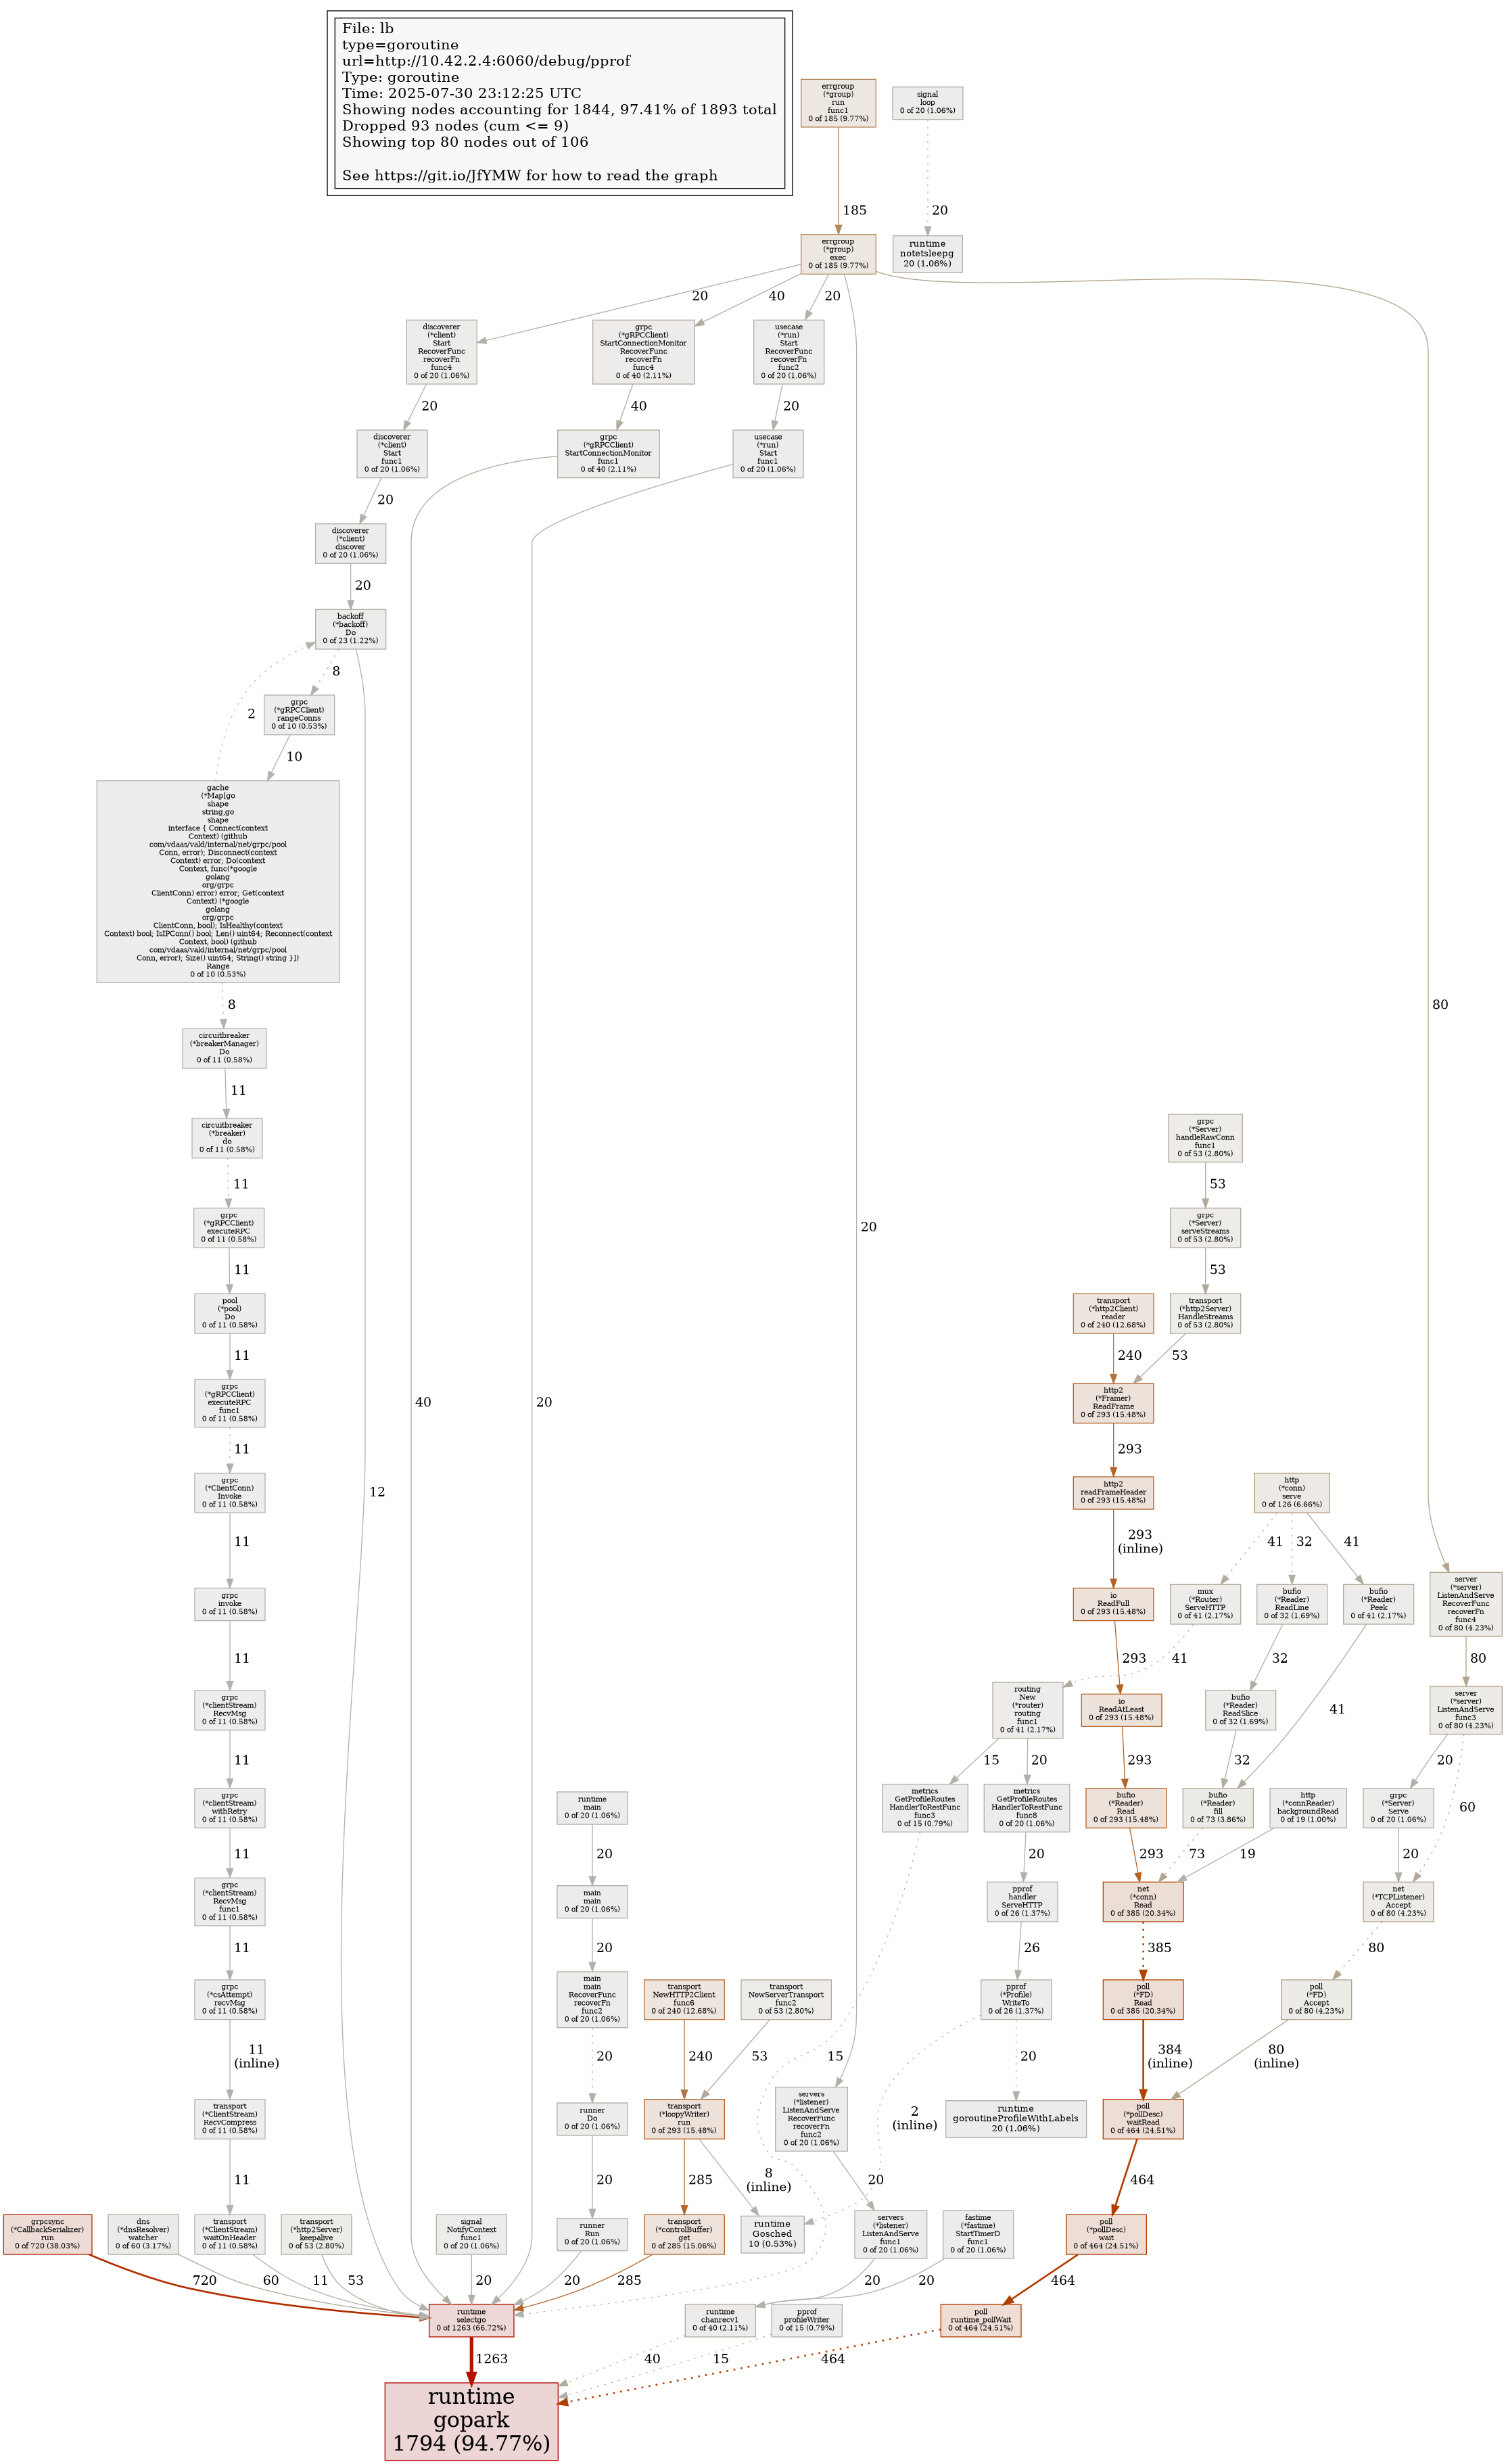 File: lb
type=goroutine
url=http://10.42.2.4:6060/debug/pprof
Type: goroutine
Time: 2025-07-30 23:12:25 UTC
Showing nodes accounting for 1844, 97.41% of 1893 total
Dropped 93 nodes (cum <= 9)
Showing top 80 nodes out of 106
See https://git.io/JfYMW for how to read the graph
errgroup
(*group)
run
func1
0 of 185 (9.77%)
signal
loop
0 of 20 (1.06%)
185
20
errgroup
(*group)
exec
0 of 185 (9.77%)
runtime
notetsleepg
20 (1.06%)
20
40
20
discoverer
(*client)
Start
RecoverFunc
recoverFn
func4
0 of 20 (1.06%)
grpc
(*gRPCClient)
StartConnectionMonitor
RecoverFunc
recoverFn
func4
0 of 40 (2.11%)
usecase
(*run)
Start
RecoverFunc
recoverFn
func2
0 of 20 (1.06%)
20
40
20
discoverer
(*client)
Start
func1
0 of 20 (1.06%)
grpc
(*gRPCClient)
StartConnectionMonitor
func1
0 of 40 (2.11%)
usecase
(*run)
Start
func1
0 of 20 (1.06%)
20
discoverer
(*client)
discover
0 of 20 (1.06%)
20
backoff
(*backoff)
Do
0 of 23 (1.22%)
8
2
grpc
(*gRPCClient)
rangeConns
0 of 10 (0.53%)
10
gache
(*Map[go
shape
string,go
shape
interface { Connect(context
Context) (github
com/vdaas/vald/internal/net/grpc/pool
Conn, error); Disconnect(context
Context) error; Do(context
Context, func(*google
golang
org/grpc
ClientConn) error) error; Get(context
Context) (*google
golang
org/grpc
ClientConn, bool); IsHealthy(context
Context) bool; IsIPConn() bool; Len() uint64; Reconnect(context
Context, bool) (github
com/vdaas/vald/internal/net/grpc/pool
Conn, error); Size() uint64; String() string }])
Range
0 of 10 (0.53%)
80
8
circuitbreaker
(*breakerManager)
Do
0 of 11 (0.58%)
11
circuitbreaker
(*breaker)
do
0 of 11 (0.58%)
grpc
(*Server)
handleRawConn
func1
0 of 53 (2.80%)
11
53
grpc
(*gRPCClient)
executeRPC
0 of 11 (0.58%)
20
grpc
(*Server)
serveStreams
0 of 53 (2.80%)
11
53
pool
(*pool)
Do
0 of 11 (0.58%)
transport
(*http2Client)
reader
0 of 240 (12.68%)
transport
(*http2Server)
HandleStreams
0 of 53 (2.80%)
11
240
53
grpc
(*gRPCClient)
executeRPC
func1
0 of 11 (0.58%)
40
20
http2
(*Framer)
ReadFrame
0 of 293 (15.48%)
11
293
grpc
(*ClientConn)
Invoke
0 of 11 (0.58%)
12
http2
readFrameHeader
0 of 293 (15.48%)
http
(*conn)
serve
0 of 126 (6.66%)
11
293
(inline)
41
32
41
grpc
invoke
0 of 11 (0.58%)
io
ReadFull
0 of 293 (15.48%)
mux
(*Router)
ServeHTTP
0 of 41 (2.17%)
bufio
(*Reader)
ReadLine
0 of 32 (1.69%)
bufio
(*Reader)
Peek
0 of 41 (2.17%)
server
(*server)
ListenAndServe
RecoverFunc
recoverFn
func4
0 of 80 (4.23%)
11
293
41
32
80
grpc
(*clientStream)
RecvMsg
0 of 11 (0.58%)
routing
New
(*router)
routing
func1
0 of 41 (2.17%)
io
ReadAtLeast
0 of 293 (15.48%)
bufio
(*Reader)
ReadSlice
0 of 32 (1.69%)
41
server
(*server)
ListenAndServe
func3
0 of 80 (4.23%)
11
15
20
293
32
20
60
grpc
(*clientStream)
withRetry
0 of 11 (0.58%)
runtime
main
0 of 20 (1.06%)
metrics
GetProfileRoutes
HandlerToRestFunc
func3
0 of 15 (0.79%)
metrics
GetProfileRoutes
HandlerToRestFunc
func8
0 of 20 (1.06%)
bufio
(*Reader)
Read
0 of 293 (15.48%)
bufio
(*Reader)
fill
0 of 73 (3.86%)
http
(*connReader)
backgroundRead
0 of 19 (1.00%)
grpc
(*Server)
Serve
0 of 20 (1.06%)
11
20
20
293
73
19
20
grpc
(*clientStream)
RecvMsg
func1
0 of 11 (0.58%)
main
main
0 of 20 (1.06%)
pprof
handler
ServeHTTP
0 of 26 (1.37%)
net
(*conn)
Read
0 of 385 (20.34%)
net
(*TCPListener)
Accept
0 of 80 (4.23%)
11
20
26
385
80
grpc
(*csAttempt)
recvMsg
0 of 11 (0.58%)
main
main
RecoverFunc
recoverFn
func2
0 of 20 (1.06%)
transport
NewHTTP2Client
func6
0 of 240 (12.68%)
transport
NewServerTransport
func2
0 of 53 (2.80%)
pprof
(*Profile)
WriteTo
0 of 26 (1.37%)
poll
(*FD)
Read
0 of 385 (20.34%)
poll
(*FD)
Accept
0 of 80 (4.23%)
11
(inline)
20
240
53
15
20
384
(inline)
80
(inline)
transport
(*ClientStream)
RecvCompress
0 of 11 (0.58%)
runner
Do
0 of 20 (1.06%)
transport
(*loopyWriter)
run
0 of 293 (15.48%)
servers
(*listener)
ListenAndServe
RecoverFunc
recoverFn
func2
0 of 20 (1.06%)
2
(inline)
runtime
goroutineProfileWithLabels
20 (1.06%)
poll
(*pollDesc)
waitRead
0 of 464 (24.51%)
11
20
285
8
(inline)
20
464
grpcsync
(*CallbackSerializer)
run
0 of 720 (38.03%)
dns
(*dnsResolver)
watcher
0 of 60 (3.17%)
transport
(*ClientStream)
waitOnHeader
0 of 11 (0.58%)
transport
(*http2Server)
keepalive
0 of 53 (2.80%)
signal
NotifyContext
func1
0 of 20 (1.06%)
runner
Run
0 of 20 (1.06%)
transport
(*controlBuffer)
get
0 of 285 (15.06%)
runtime
Gosched
10 (0.53%)
servers
(*listener)
ListenAndServe
func1
0 of 20 (1.06%)
fastime
(*fastime)
StartTimerD
func1
0 of 20 (1.06%)
poll
(*pollDesc)
wait
0 of 464 (24.51%)
720
60
11
53
20
20
285
20
20
464
runtime
selectgo
0 of 1263 (66.72%)
runtime
chanrecv1
0 of 40 (2.11%)
pprof
profileWriter
0 of 15 (0.79%)
poll
runtime_pollWait
0 of 464 (24.51%)
1263
40
15
464
runtime
gopark
1794 (94.77%)